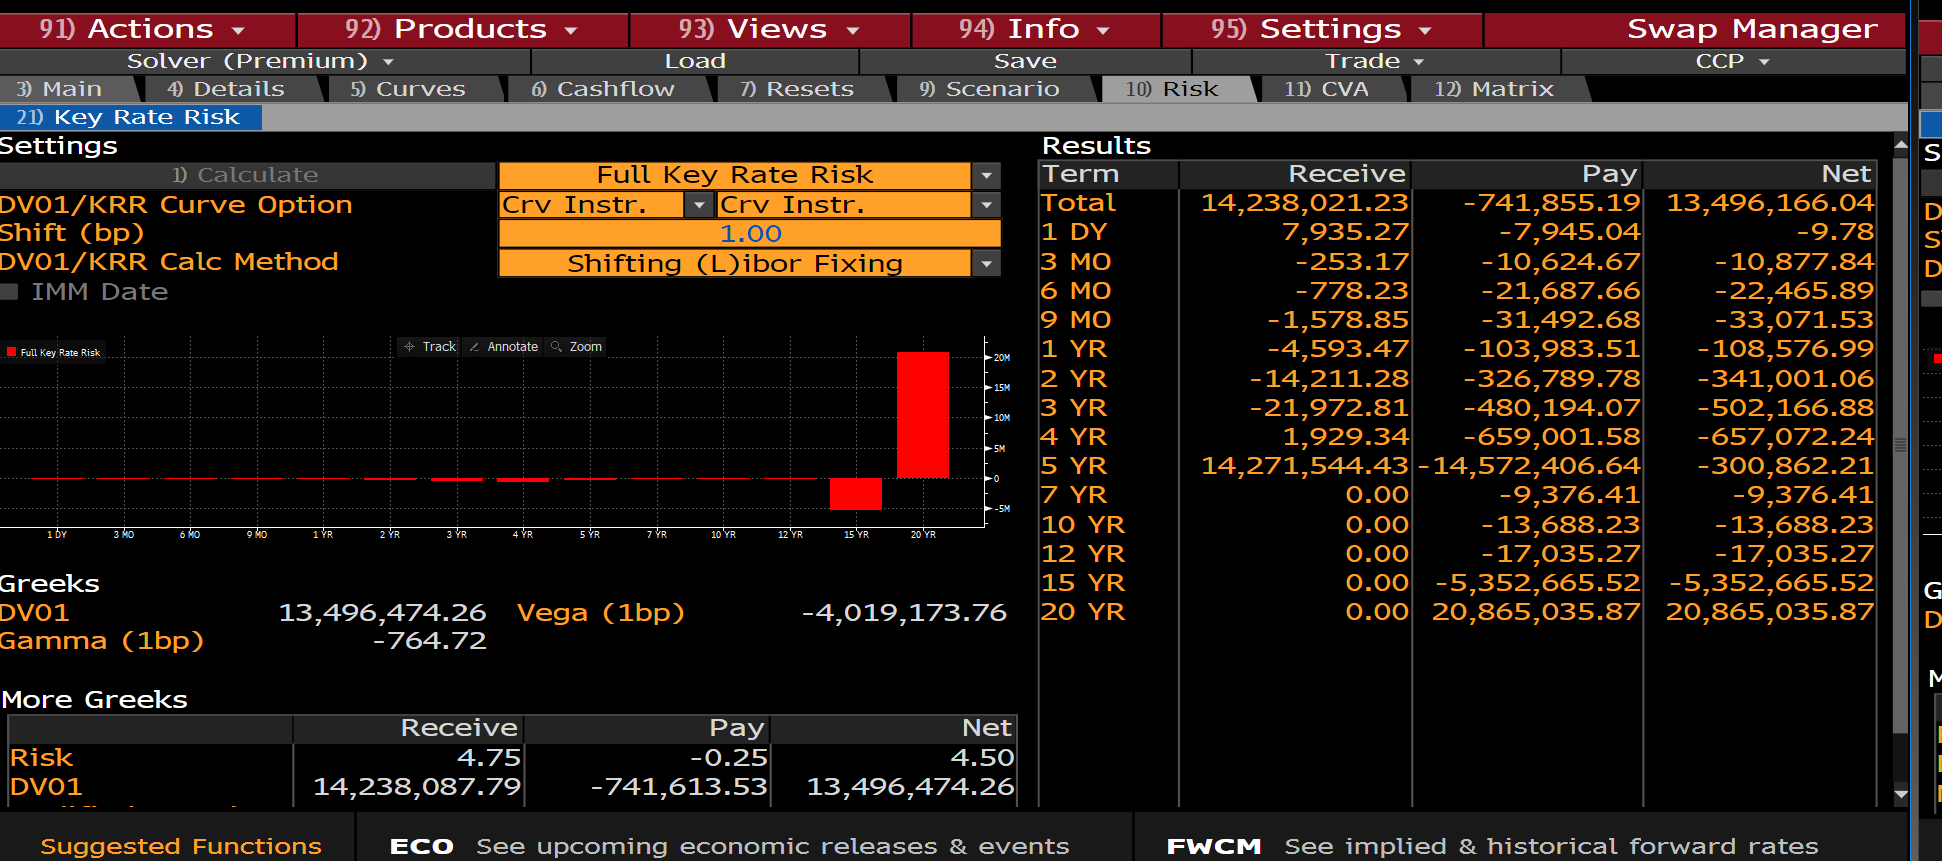 91) Actions 92) Products 93) Views 94) Info 95) Settings Swap Manager
Solver (Premium) Load Save Trade CCP
3) Main 4) Details 5) Curves 6) Cashflow 7) Resets 9) Scenario 10) Risk 11) CVA 12) Matrix
21) Key Rate Risk
Settings
1) Calculate Full Key Rate Risk
DV01/KRR Curve Option Crv Instr. Crv Instr.
Shift (bp) 1.00
DV01/KRR Calc Method Shifting (L)ibor Fixing
IMM Date
Full Key Rate Risk
Track Annotate Zoom
20M
15M
10M
5M
0
-5M
1 DY 3 MO 6 MO 9 MO 1 YR 2 YR 3 YR 4 YR 5 YR 7 YR 10 YR 12 YR 15 YR 20 YR
Greeks
DV01 13,496,474.26 Vega (1bp) -4,019,173.76
Gamma (1bp) -764.72
More Greeks
Receive Pay Net
Risk 4.75 -0.25 4.50
DV01 14,238,087.79 -741,613.53 13,496,474.26
Results
Term Receive Pay Net
Total 14,238,021.23 -741,855.19 13,496,166.04
1 DY 7,935.27 -7,945.04 -9.78
3 MO -253.17 -10,624.67 -10,877.84
6 MO -778.23 -21,687.66 -22,465.89
9 MO -1,578.85 -31,492.68 -33,071.53
1 YR -4,593.47 -103,983.51 -108,576.99
2 YR -14,211.28 -326,789.78 -341,001.06
3 YR -21,972.81 -480,194.07 -502,166.88
4 YR 1,929.34 -659,001.58 -657,072.24
5 YR 14,271,544.43 -14,572,406.64 -300,862.21
7 YR 0.00 -9,376.41 -9,376.41
10 YR 0.00 -13,688.23 -13,688.23
12 YR 0.00 -17,035.27 -17,035.27
15 YR 0.00 -5,352,665.52 -5,352,665.52
20 YR 0.00 20,865,035.87 20,865,035.87
Suggested Functions ECO See upcoming economic releases & events FWCM See implied & historical forward rates